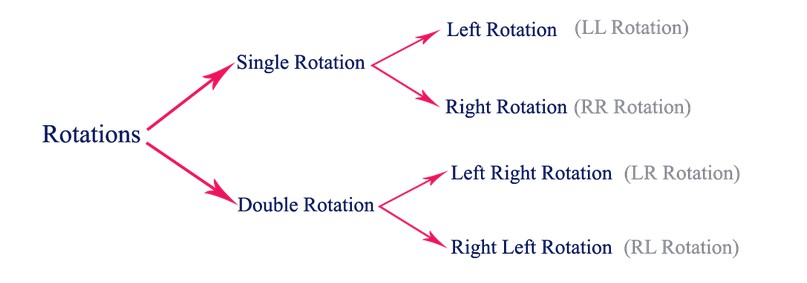 Left Rotation (LL Rotation)
Single Rotation
Right Rotation (RR Rotation)
Rotations
Left Right Rotation (LR Rotation)
Double Rotation
Right Left Rotation (RL Rotation)